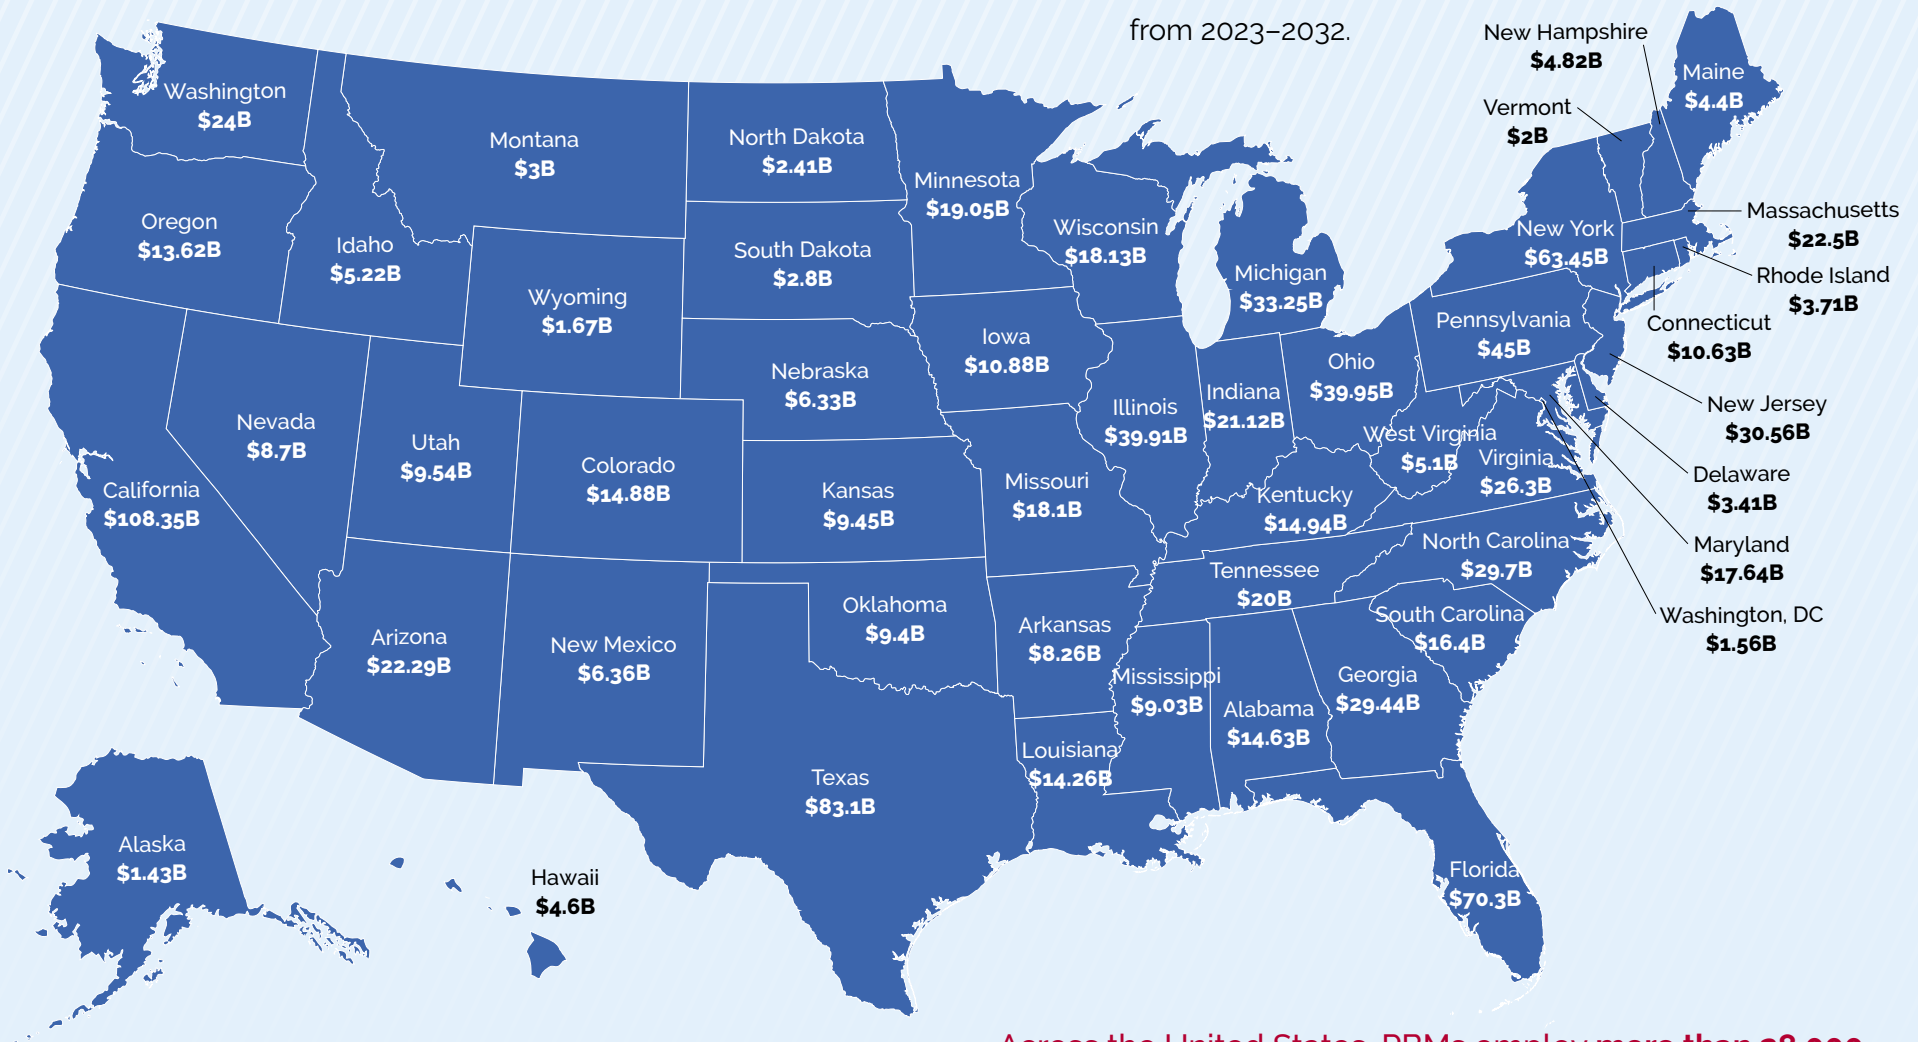 from 2023–2032.
New Hampshire
$4.82B
Maine
$4.4B
Vermont
$2B
Washington
$24B
Montana
$3B
North Dakota
$2.41B
Minnesota
$19.05B
Oregon
$13.62B
Idaho
$5.22B
South Dakota
$2.8B
Wisconsin
$18.13B
Michigan
$33.25B
New York
$63.45B
Massachusetts
$22.5B
Rhode Island
$3.71B
Connecticut
$10.63B
Wyoming
$1.67B
Iowa
$10.88B
Pennsylvania
$45B
Nebraska
$6.33B
Ohio
$39.95B
Indiana
$21.12B
Illinois
$39.91B
New Jersey
$30.56B
Nevada
$8.7B
Utah
$9.54B
Colorado
$14.88B
Kansas
$9.45B
Missouri
$18.1B
West Virginia
$5.1B
Virginia
$26.3B
Delaware
$3.41B
California
$108.35B
Kentucky
$14.94B
Maryland
$17.64B
North Carolina
$29.7B
Tennessee
$20B
Washington, DC
$1.56B
Arizona
$22.29B
New Mexico
$6.36B
Oklahoma
$9.4B
Arkansas
$8.26B
South Carolina
$16.4B
Mississippi
$9.03B
Alabama
$14.63B
Georgia
$29.44B
Louisiana
$14.26B
Texas
$83.1B
Alaska
$1.43B
Hawaii
$4.6B
Florida
$70.3B
Across the United States, PBMs employ more than